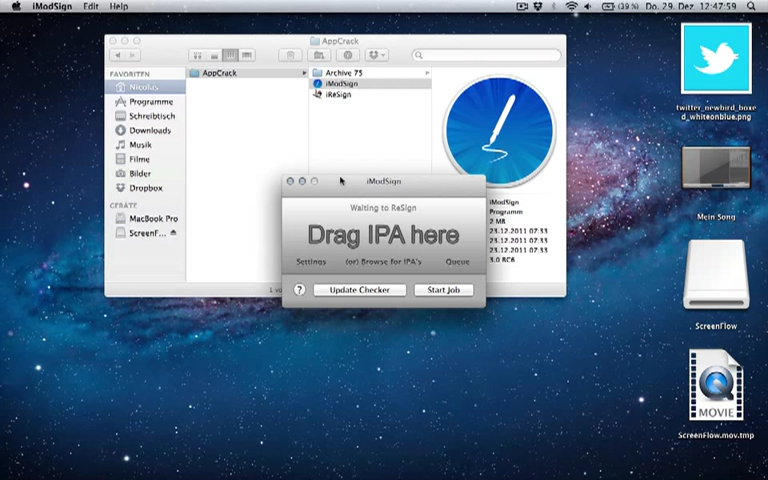 iModSign Edit Help
(39 %) Do. 29. Dez 12:47:59
AppCrack
FAVORITEN
Nicolas
Programme
Schreibtisch
Downloads
Musik
Filme
Bilder
Dropbox
GERÄTE
MacBook Pro
ScreenF...
AppCrack
Archive 75
iModSign
iReSign
iModSign
Programm
2 MB
23.12.2011 07:33
23.12.2011 07:33
23.12.2011 07:33
3.0 RC6
iModSign
Waiting to ReSign
Drag IPA here
Settings (or) Browse for IPA's Queue
? Update Checker Start Job
twitter_newbird_boxe
d_whiteonblue.png
Mein Song
ScreenFlow
MOVIE
ScreenFlow.mov.tmp